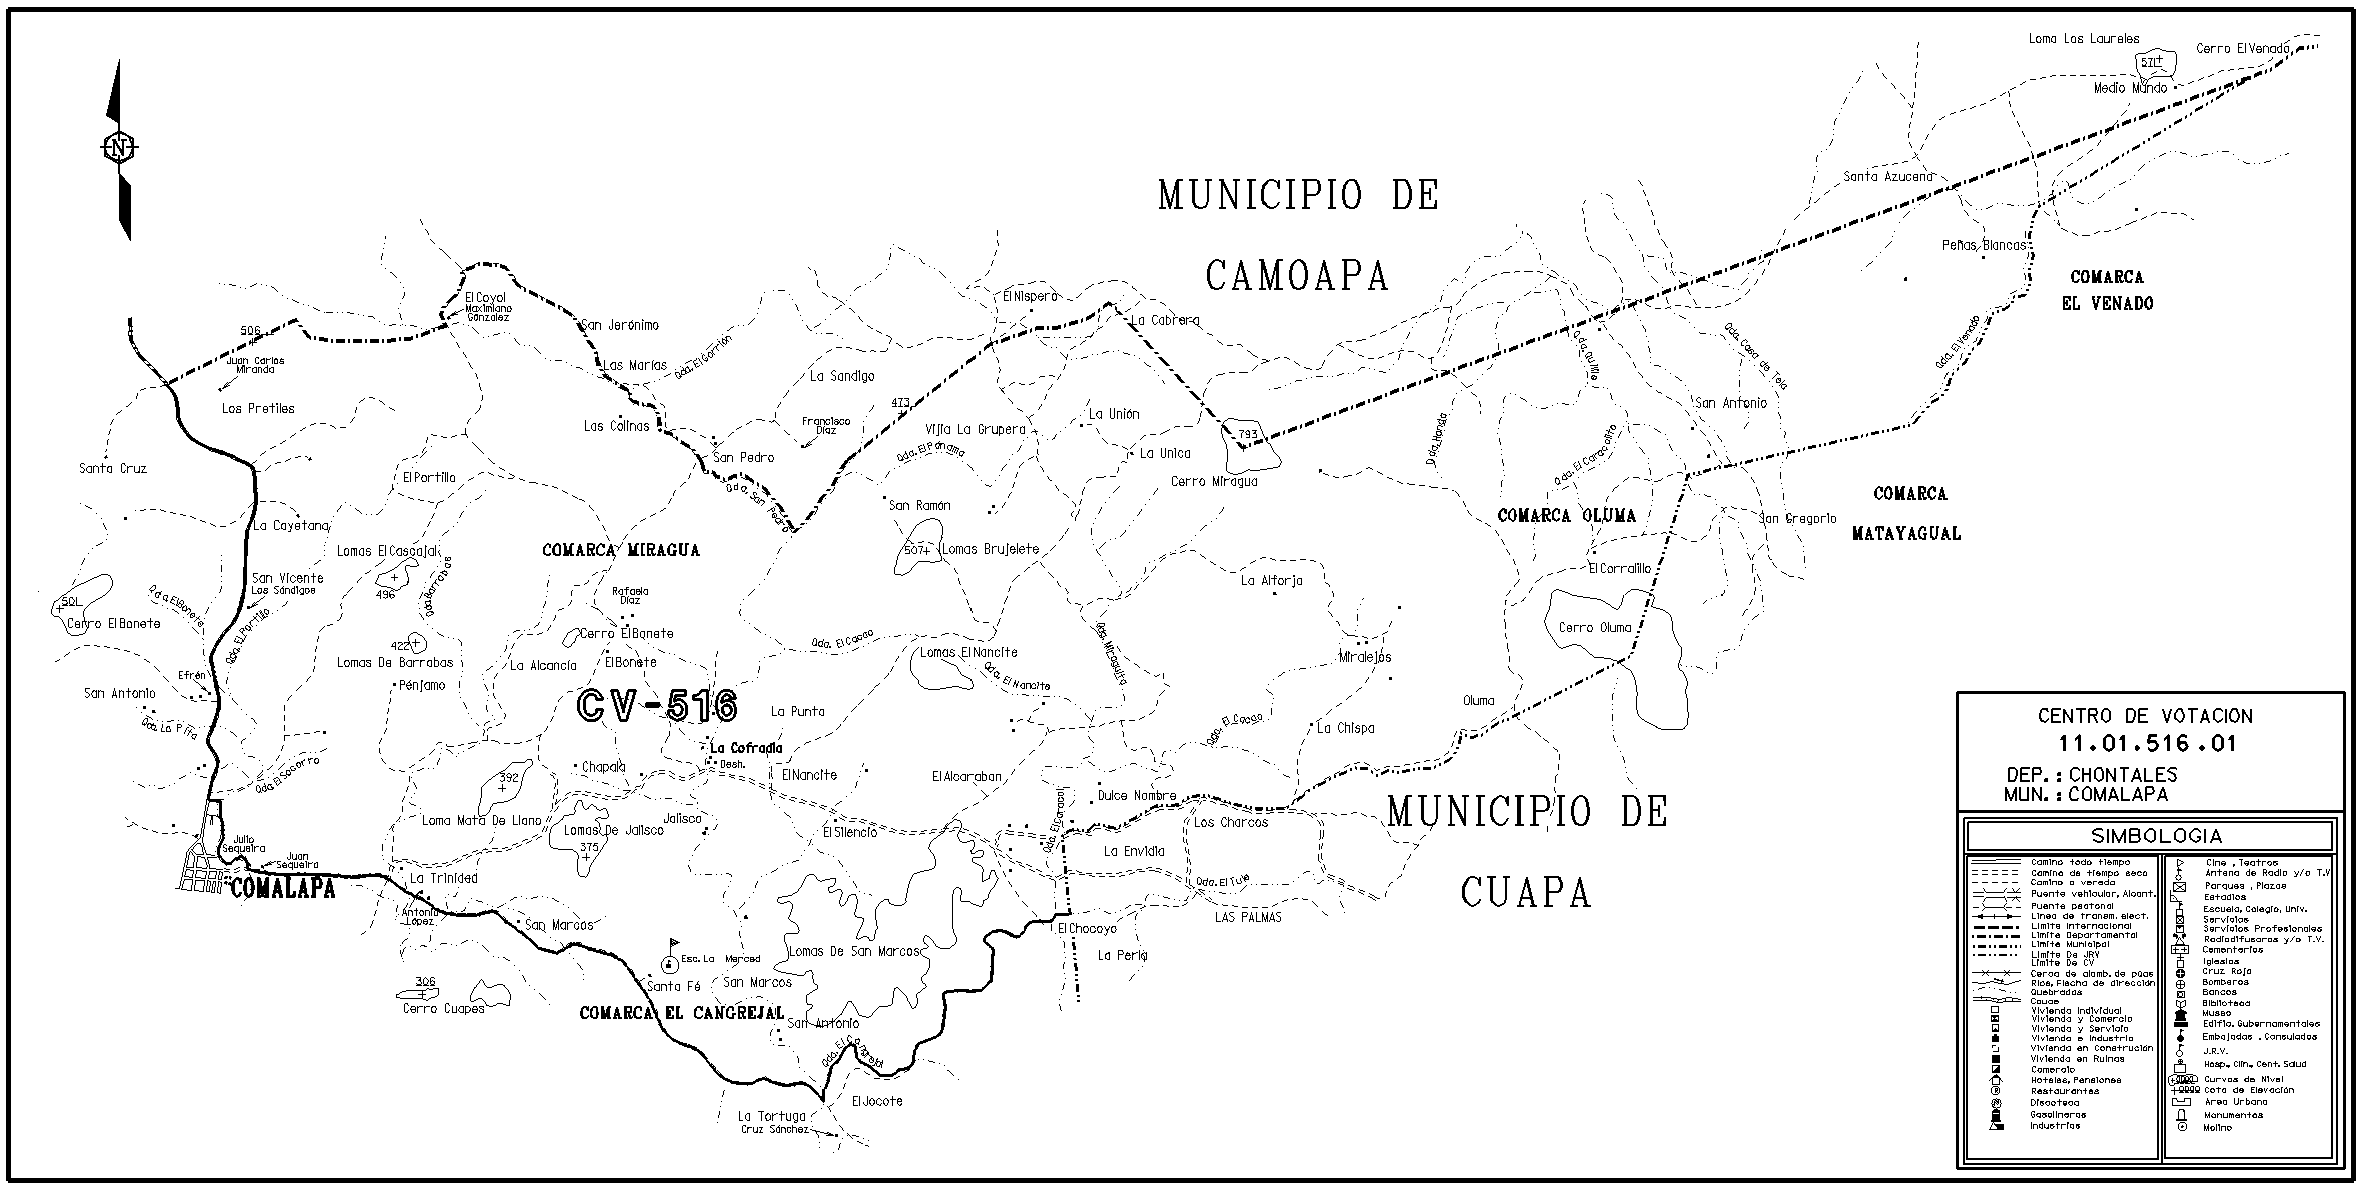 Loma Los Laureles
Cerro El Venado
571
Medio Mundo
N
MUNICIPIO DE
CAMOAPA
Santa Azucena
Peñas Blancas
COMARCA
EL VENADO
El Coyol
Maximiano
González
El Nispero
La Cabrera
506
San Jerónimo
Juan Carlos
Miranda
Las Marías
Qda. El Gorrión
La Sandigo
Qda. Quilile
Qda. Casa de Tela
Qda. El Venado
Los Pretiles
473
Las Colinas
Francisco
Díaz
Vijía La Grupera
La Unión
San Antonio
Qda. Honda
793
Santa Cruz
San Pedro
Qda. El Pánama
La Unica
Qda. El Caracolito
El Portillo
Cerro Miragua
Qda. San Pedro
San Ramón
COMARCA
MATAYAGUAL
La Cayetana
COMARCA OLUMA
San Gregorio
Lomas El Cascajal
COMARCA MIRAGUA
507
Lomas Brujelete
San Vicente
Los Sándigos
496
Qda. Barrabas
La Alforja
El Corralillo
501
Cerro El Bonete
Qda. El Bonete
Qda. El Portillo
Rafaela
Díaz
Cerro El Bonete
Qda. El Cacao
Cerro Oluma
422
Lomas De Barrabas
La Alcancía
El Bonete
Lomas El Nancite
Qda. Miraguita
Miralejos
Efrén
San Antonio
Pénjamo
Qda. El Nancite
CV-516
La Punta
Oluma
Qda. La Piña
Qda. El Cacao
La Chispa
La Cofradia
Desh.
Qda. El Socorro
392
Chapala
El Nancite
El Alcaraban
Dulce Nombre
Qda. El Caracol
MUNICIPIO DE
CUAPA
Loma Mata De Llano
Lomas De Jalisco
375
Jalisco
El Silencio
Los Charcos
Julio
Sequeira
Juan
Sequeira
La Envidia
La Trinidad
COMALAPA
Qda. El Tule
Antonio
López
San Marcos
LAS PALMAS
El Chocoyo
Esc. La Merced
Lomas De San Marcos
La Perla
306
Cerro Cuapes
Santa Fé
San Marcos
COMARCA EL CANGREJAL
San Antonio
Qda. El Cangrejal
El Jocote
La Tortuga
Cruz Sánchez
CENTRO DE VOTACION
11.01.516.01
DEP. : CHONTALES
MUN. : COMALAPA
SIMBOLOGIA
Camino todo tiempo
Camino de tiempo seco
Camino o vereda
Puente vehicular, Alcant.
Puente peatonal
Linea de transm. elect.
Limite Internacional
Limite Departamental
Limite Municipal
Limite De JRV
Limite De CV
Cerca de alamb. de púas
Rios, Flecha de dirección
Quebradas
Cauce
Vivienda Individual
Vivienda y Comercio
Vivienda y Servicio
Vivienda e Industria
Vivienda en Construción
Vivienda en Ruinas
Comercio
Hoteles, Pensiones
Restaurantes
Discoteca
Gasolineras
Industrias
Cine , Teatros
Antena de Radio y/o T.V
Parques , Plazas
Estadios
Escuela, Colegio, Univ.
Servicios
Servicios Profesionales
Radiodifusoras y/o T.V.
Cementerios
Iglesias
Cruz Roja
Bomberos
Bancos
Biblioteca
Museo
Edific. Gubernamentales
Embajadas , Consulados
J.R.V.
Hosp., Clin., Cent. Salud
Curvas de Nivel
Cota de Elevación
Area Urbana
Monumentos
Molino